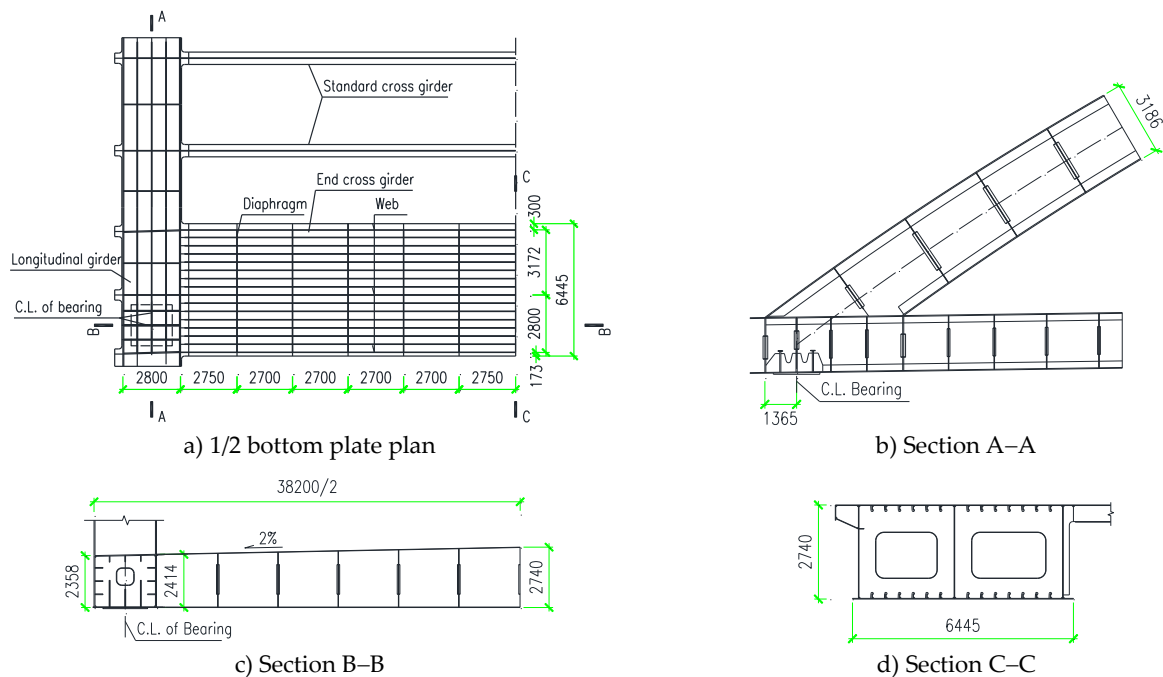 A
Standard cross girder
C
End cross girder
Diaphragm
Web
300
3172
6445
Longitudinal girder
C.L. of bearing
B
B
2800
173
2800
2750
2700
2700
2700
2700
2750
A
C
a) 1/2 bottom plate plan
3186
C.L. Bearing
1365
b) Section A–A
38200/2
2%
2358
2414
2740
C.L. of Bearing
c) Section B–B
2740
6445
d) Section C–C